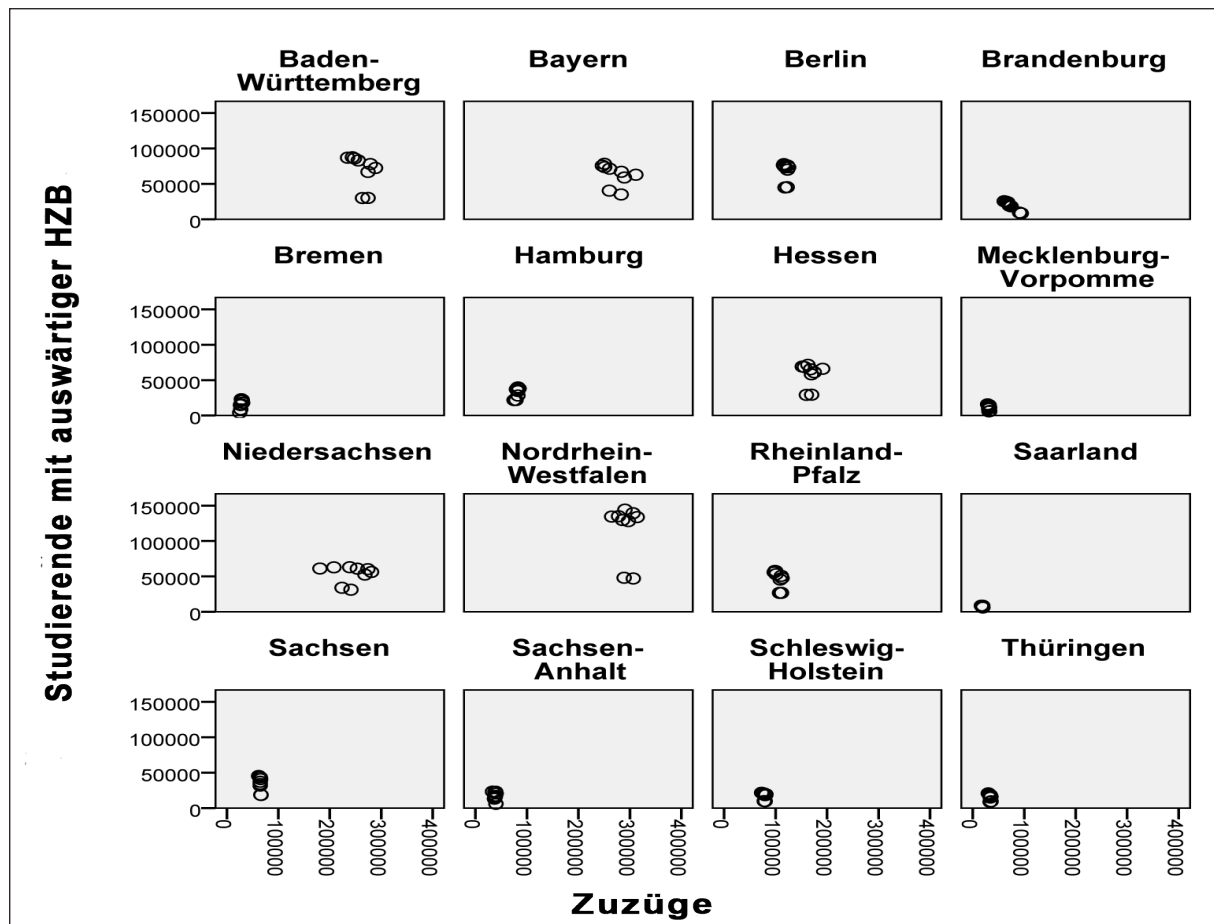 Studierende mit auswärtiger HZB
Baden-
Württemberg
Bayern
Berlin
Brandenburg
150000
100000
50000
0
Bremen
Hamburg
Hessen
Mecklenburg-
Vorpomme
150000
100000
50000
0
Niedersachsen
Nordrhein-
Westfalen
Rheinland-
Pfalz
Saarland
150000
100000
50000
0
Sachsen
Sachsen-
Anhalt
Schleswig-
Holstein
Thüringen
150000
100000
50000
0
0
100000
200000
300000
400000
0
100000
200000
300000
400000
0
100000
200000
300000
400000
0
100000
200000
300000
400000
Zuzüge